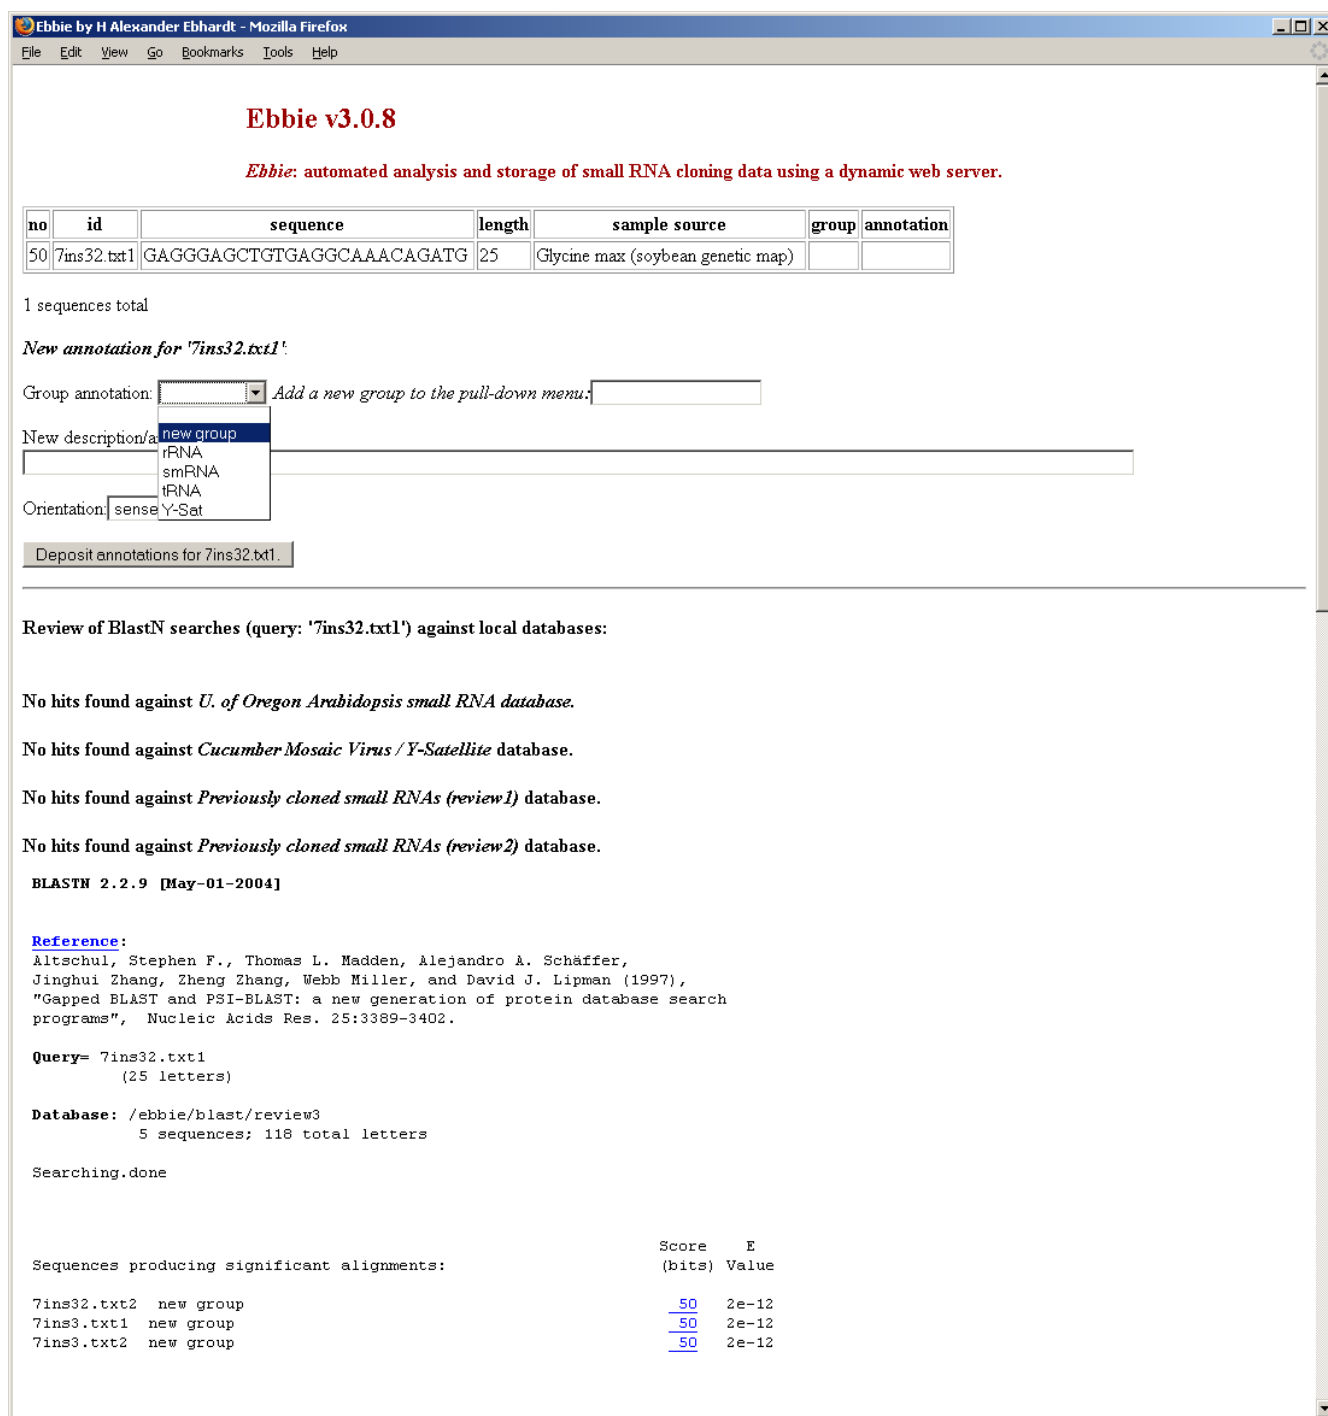 Ebbie by H Alexander Ebhardt - Mozilla Firefox
File Edit View Go Bookmarks Tools Help
Ebbie v3.0.8
Ebbie: automated analysis and storage of small RNA cloning data using a dynamic web server.
no id sequence length sample source group annotation
50 7ins32.txt1 GAGGGAGCTGTGAGGCAAACAGATG 25 Glycine max (soybean genetic map)
1 sequences total
New annotation for '7ins32.txt1':
Group annotation: Add a new group to the pull-down menu:
new group
New description/a
rRNA
smRNA
tRNA
Orientation: sense Y-Sat
Deposit annotations for 7ins32.txt1.
Review of BlastN searches (query: '7ins32.txt1') against local databases:
No hits found against U. of Oregon Arabidopsis small RNA database.
No hits found against Cucumber Mosaic Virus / Y-Satellite database.
No hits found against Previously cloned small RNAs (review1) database.
No hits found against Previously cloned small RNAs (review2) database.
BLASTN 2.2.9 [May-01-2004]
Reference:
Altschul, Stephen F., Thomas L. Madden, Alejandro A. Schäffer,
Jinghui Zhang, Zheng Zhang, Webb Miller, and David J. Lipman (1997),
"Gapped BLAST and PSI-BLAST: a new generation of protein database search
programs", Nucleic Acids Res. 25:3389-3402.
Query= 7ins32.txt1
(25 letters)
Database: /ebbie/blast/review3
5 sequences; 118 total letters
Searching.done
Score E
Sequences producing significant alignments: (bits) Value
7ins32.txt2 new group 50 2e-12
7ins3.txt1 new group 50 2e-12
7ins3.txt2 new group 50 2e-12